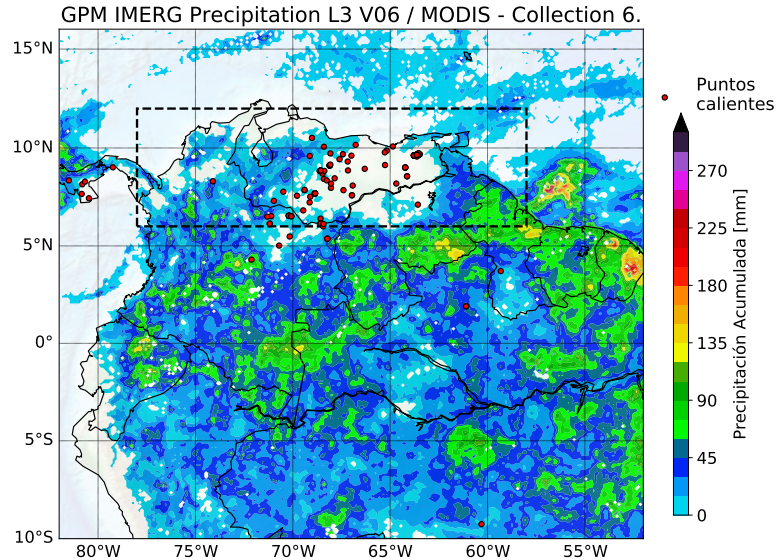 GPM IMERG Precipitation L3 V06 / MODIS - Collection 6.
15°N
10°N
5°N
0°
5°S
10°S
80°W
75°W
70°W
65°W
60°W
55°W
Puntos
calientes
270
225
180
135
90
45
0
Precipitación Acumulada [mm]